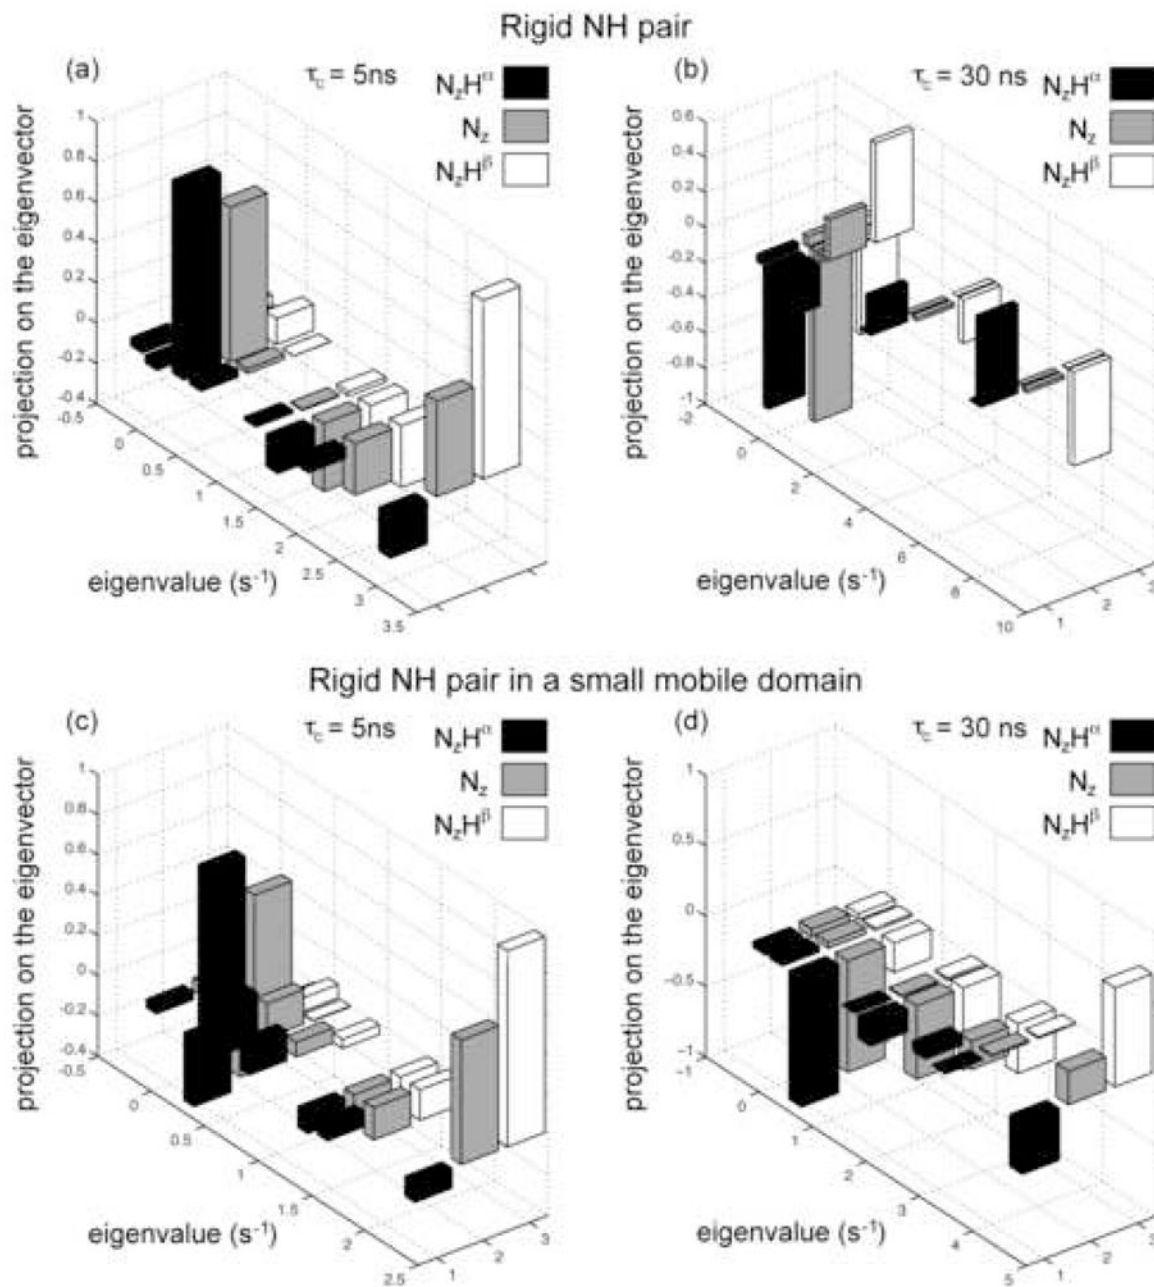 Rigid NH pair
(a)
τc = 5ns
NzHα
Nz
NzHβ
projection on the eigenvector
1
0.8
0.6
0.4
0.2
0
-0.2
-0.4
-0.5
0
0.5
1
1.5
2
2.5
3
3.5
eigenvalue (s-1)
(b)
τc = 30 ns
NzHα
Nz
NzHβ
projection on the eigenvector
0.6
0.4
0.2
0
-0.2
-0.4
-0.6
-0.8
-1
-2
0
2
4
6
8
10
1
2
3
eigenvalue (s-1)
Rigid NH pair in a small mobile domain
(c)
τc = 5ns
NzHα
Nz
NzHβ
projection on the eigenvector
1
0.8
0.6
0.4
0.2
0
-0.2
-0.4
-0.5
0
0.5
1
1.5
2
2.5
1
2
3
eigenvalue (s-1)
(d)
τc = 30 ns
NzHα
Nz
NzHβ
projection on the eigenvector
1
0.5
0
-0.5
-1
-1
0
1
2
3
4
5
1
2
3
eigenvalue (s-1)